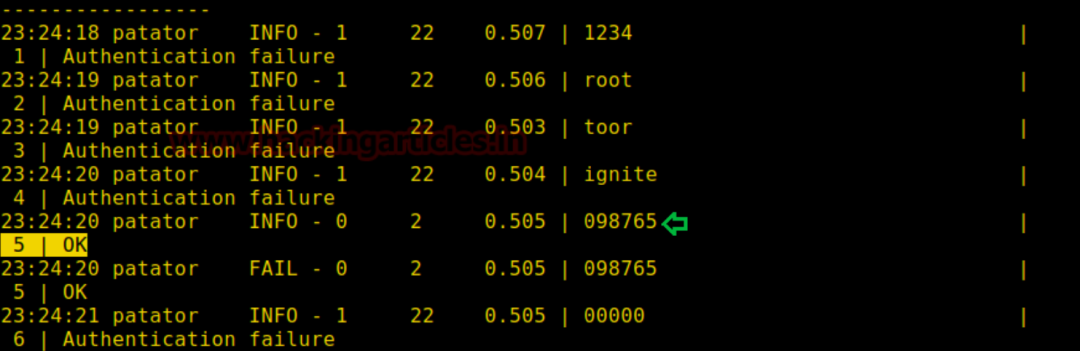 -----------------
23:24:18 patator    INFO - 1     22    0.507 | 1234                               |
 1 | Authentication failure
23:24:19 patator    INFO - 1     22    0.506 | root                               |
 2 | Authentication failure
23:24:19 patator    INFO - 1     22    0.503 | toor                               |
www.hackingarticles.in
 3 | Authentication failure
23:24:20 patator    INFO - 1     22    0.504 | ignite                             |
 4 | Authentication failure
23:24:20 patator    INFO - 0     2     0.505 | 098765                             |
 5 | OK
23:24:20 patator    FAIL - 0     2     0.505 | 098765                             |
 5 | OK
23:24:21 patator    INFO - 1     22    0.505 | 00000                              |
 6 | Authentication failure